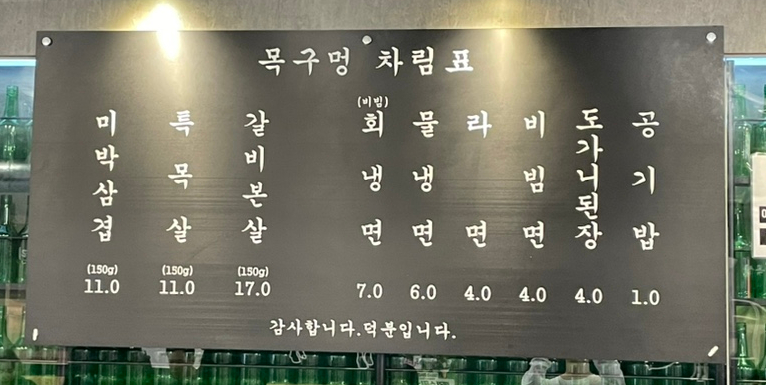 목구멍 차림표
미박삼겹
(150g)
11.0
특목살
(150g)
11.0
갈비본살
(150g)
17.0
(비빔)
회냉면
7.0
물냉면
6.0
라면
4.0
비빔면
4.0
도가니된장
4.0
공기밥
1.0
감사합니다.덕분입니다.